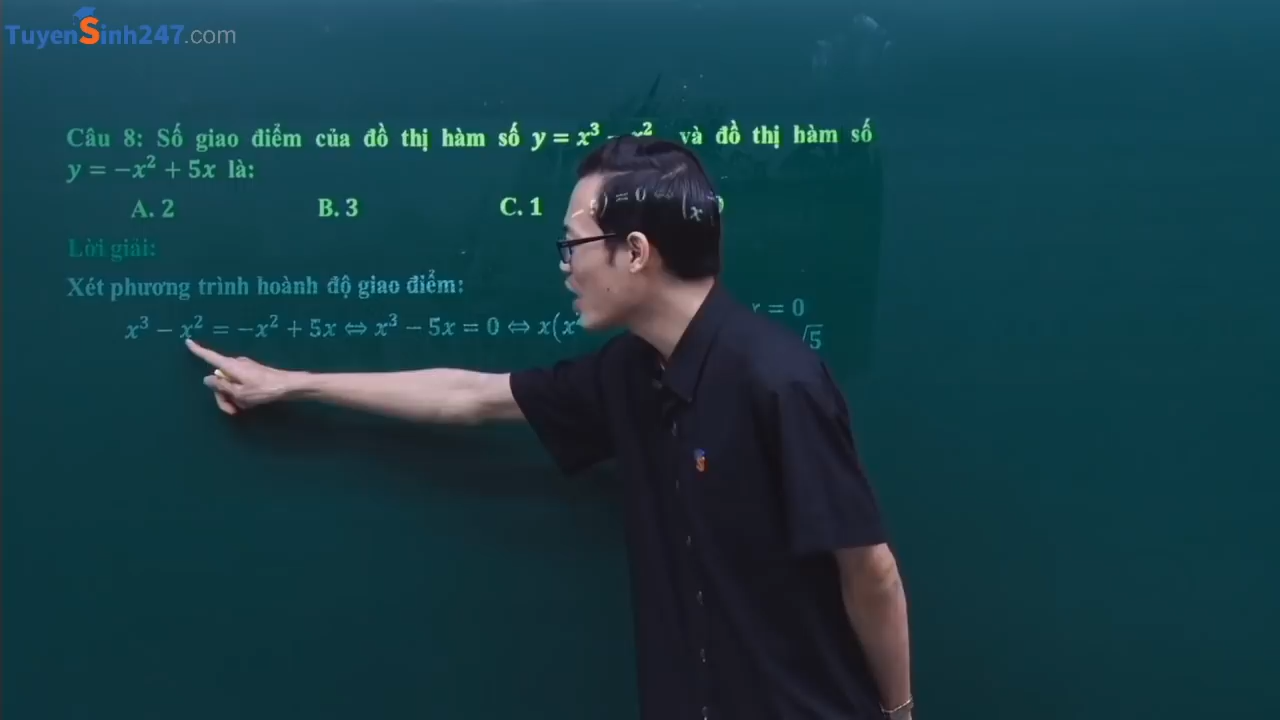 TuyenSinh247.com
Câu 8: Số giao điểm của đồ thị hàm số y = x³ − x² và đồ thị hàm số
y = −x² + 5x là:
A. 2 B. 3 C. 1
Lời giải:
Xét phương trình hoành độ giao điểm:
x³ − x² = −x² + 5x ⇔ x³ − 5x = 0 ⇔ x(x
x = 0
√5